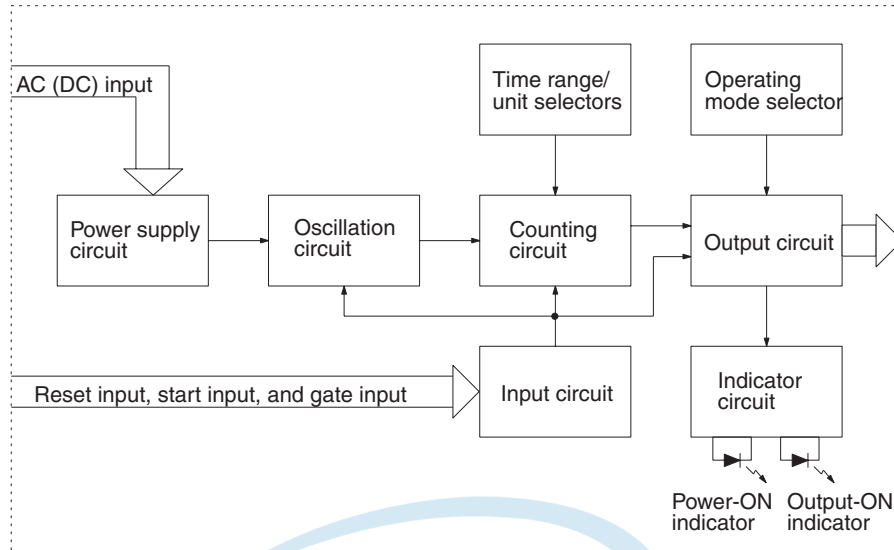 AC (DC) input
Time range/
unit selectors
Operating
mode selector
Power supply
circuit
Oscillation
circuit
Counting
circuit
Output circuit
Reset input, start input, and gate input
Input circuit
Indicator
circuit
Power-ON
indicator
Output-ON
indicator